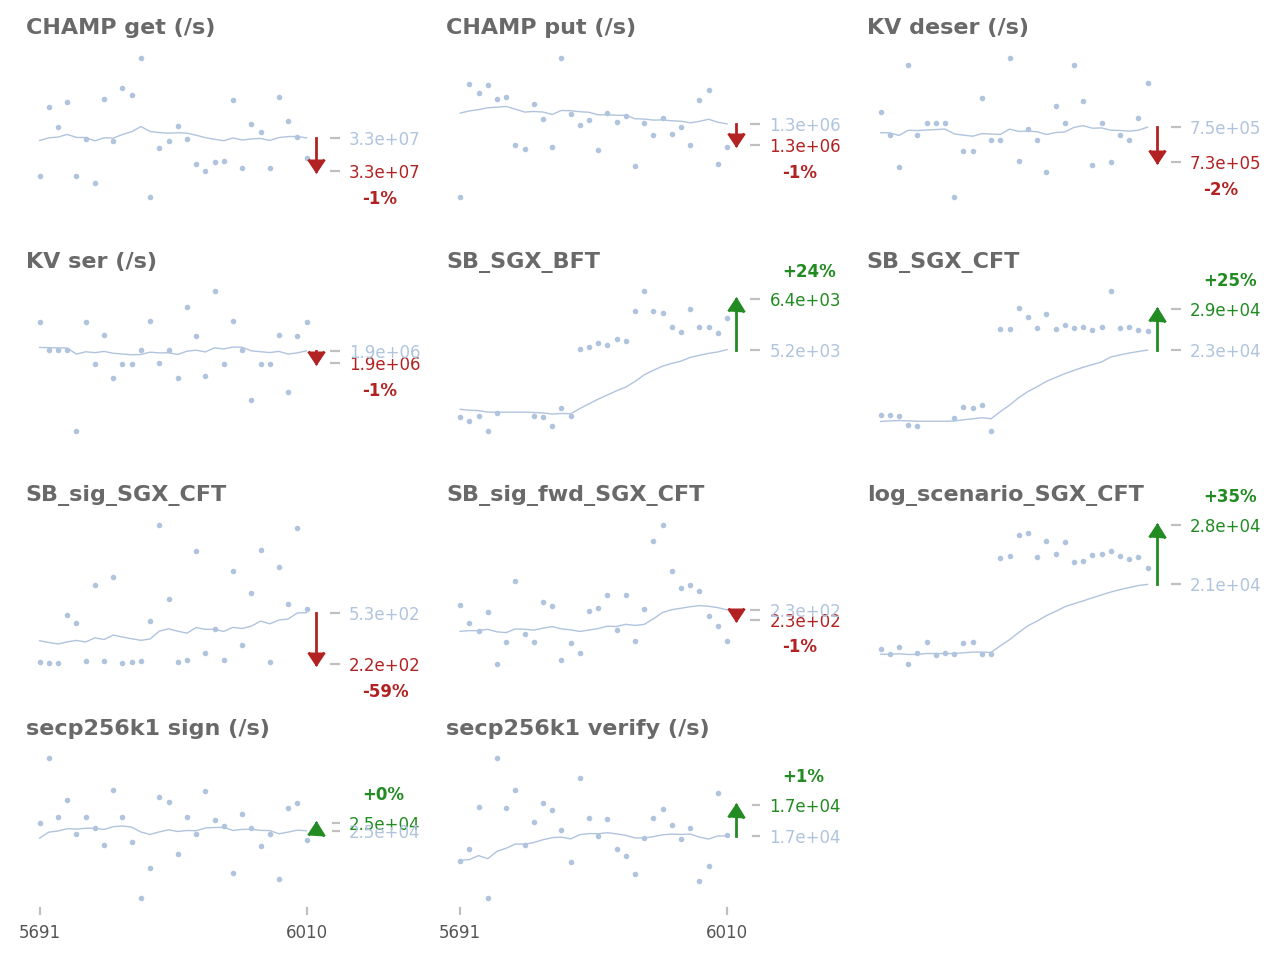 CHAMP get (/s)
3.3e+07
3.3e+07
-1%
CHAMP put (/s)
1.3e+06
1.3e+06
-1%
KV deser (/s)
7.5e+05
7.3e+05
-2%
KV ser (/s)
1.9e+06
1.9e+06
-1%
SB_SGX_BFT
+24%
6.4e+03
5.2e+03
SB_SGX_CFT
+25%
2.9e+04
2.3e+04
SB_sig_SGX_CFT
5.3e+02
2.2e+02
-59%
SB_sig_fwd_SGX_CFT
2.3e+02
2.3e+02
-1%
log_scenario_SGX_CFT
+35%
2.8e+04
2.1e+04
secp256k1 sign (/s)
+0%
2.5e+04
2.5e+04
5691
6010
secp256k1 verify (/s)
+1%
1.7e+04
1.7e+04
5691
6010